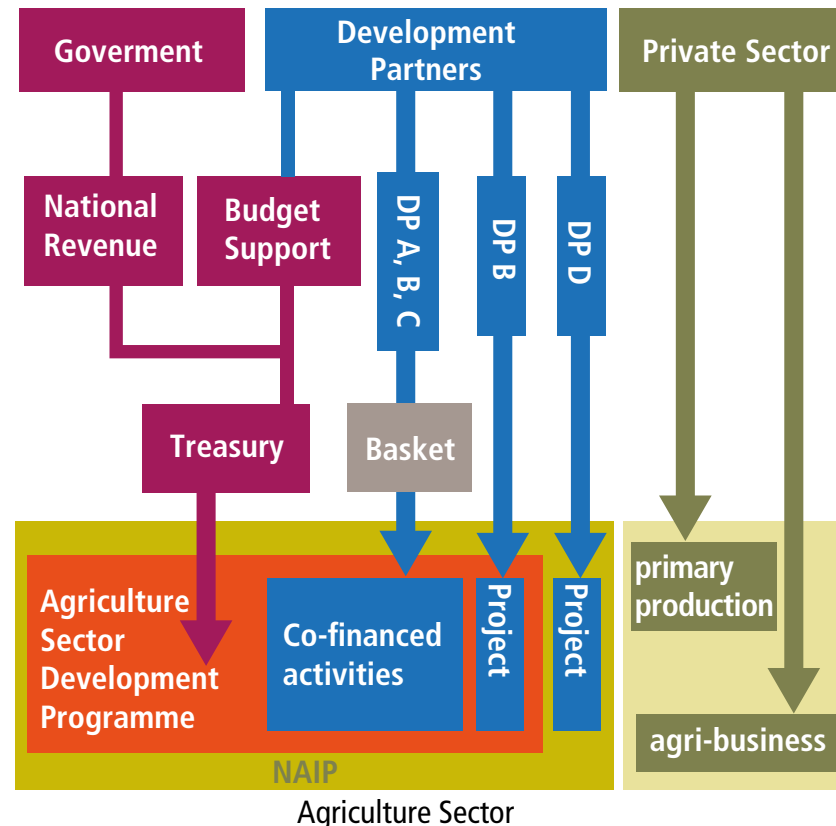 Goverment
Development
Partners
Private Sector
National
Revenue
Budget
Support
DP A, B, C
DP B
DP D
Treasury
Basket
Agriculture
Sector
Development
Programme
Co-financed
activities
Project
Project
primary
production
agri-business
NAIP
Agriculture Sector